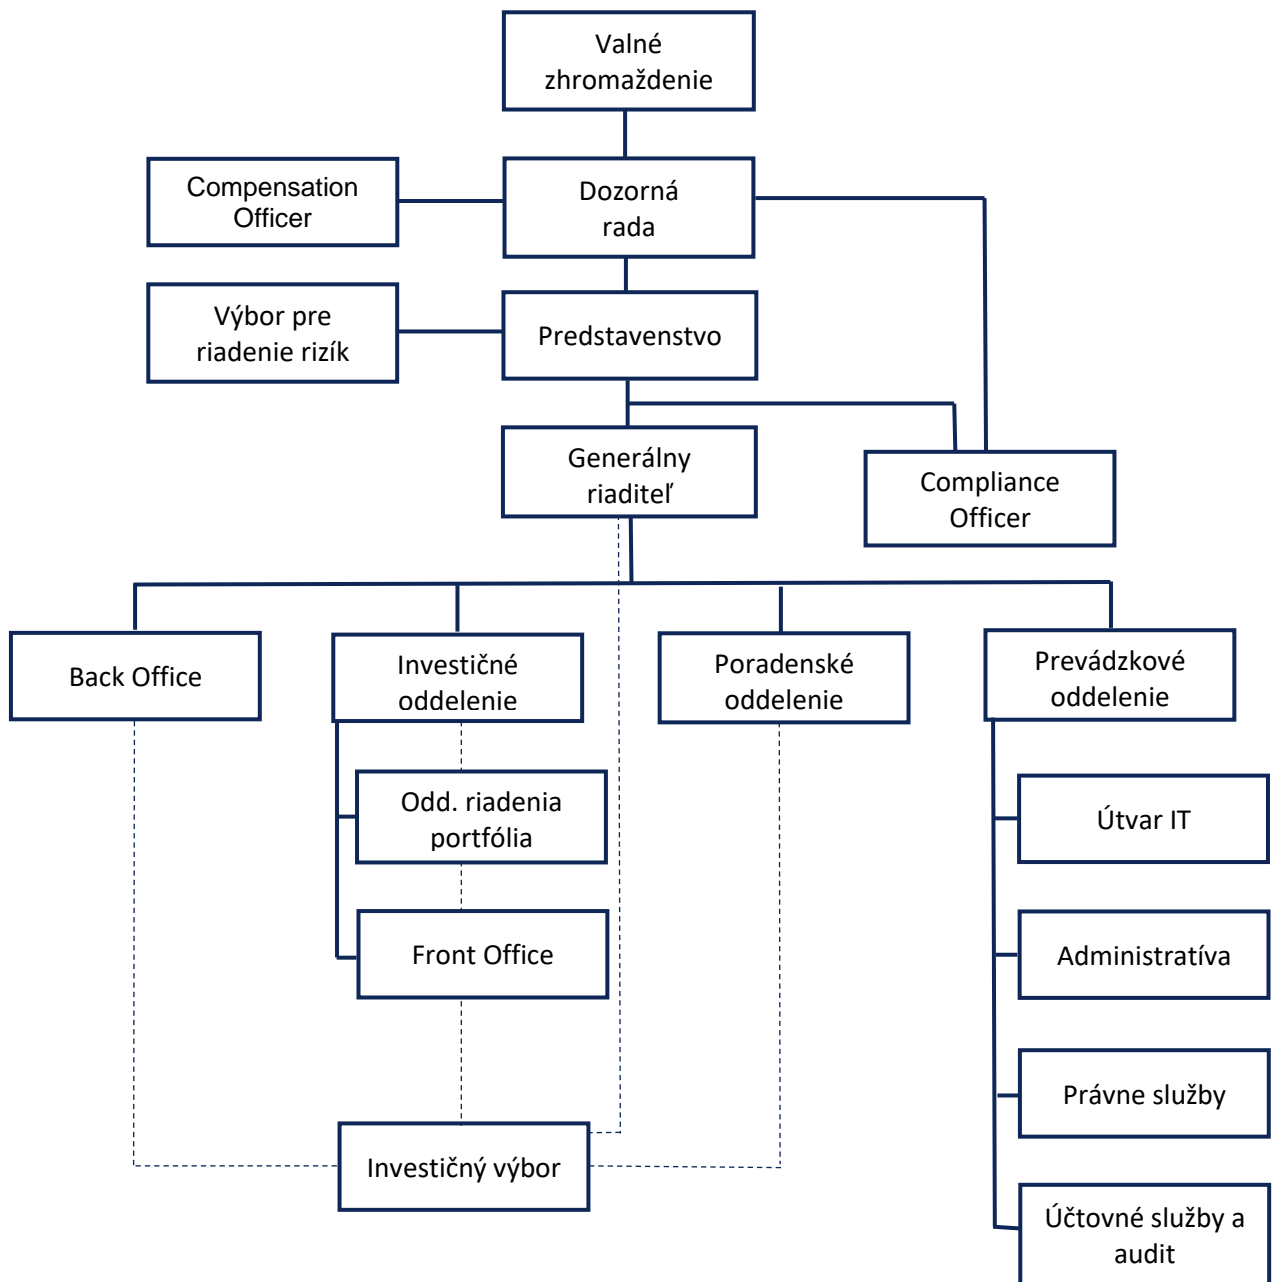 Valné
zhromaždenie
Compensation
Officer
Dozorná
rada
Výbor pre
riadenie rizík
Predstavenstvo
Generálny
riaditeľ
Compliance
Officer
Back Office
Investičné
oddelenie
Poradenské
oddelenie
Prevádzkové
oddelenie
Odd. riadenia
portfólia
Útvar IT
Front Office
Administratíva
Právne služby
Investičný výbor
Účtovné služby a
audit